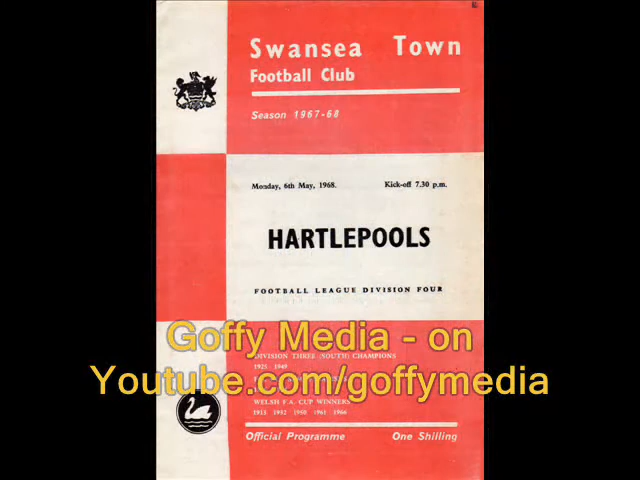 Swansea Town
Football Club
Season 1967-68
Monday, 6th May, 1968. Kick-off 7.30 p.m.
HARTLEPOOLS
FOOTBALL LEAGUE DIVISION FOUR
Goffy Media - on
DIVISION THREE (SOUTH) CHAMPIONS
1925 1949
Youtube.com/goffymedia
WELSH F.A. CUP WINNERS
1913 1932 1950 1961 1966
Official Programme One Shilling